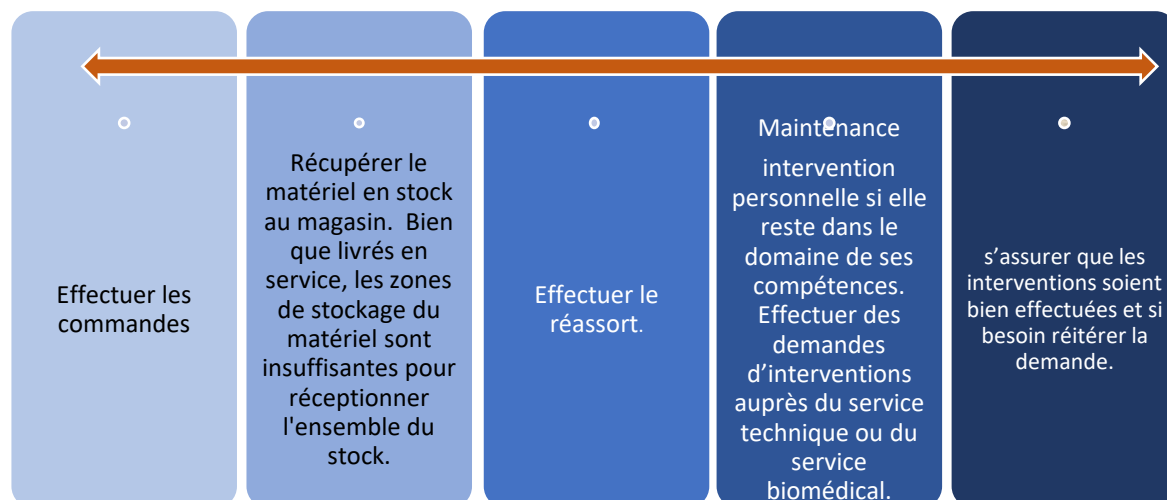 Effectuer les
commandes
Récupérer le
matériel en stock
au magasin.  Bien
que livrés en
service, les zones
de stockage du
matériel sont
insuffisantes pour
réceptionner
l'ensemble du
stock.
Effectuer le
réassort.
Maintenance
intervention
personnelle si elle
reste dans le
domaine de ses
compétences.
Effectuer des
demandes
d’interventions
auprès du service
technique ou du
service
biomédical.
s’assurer que les
interventions soient
bien effectuées et si
besoin réitérer la
demande.